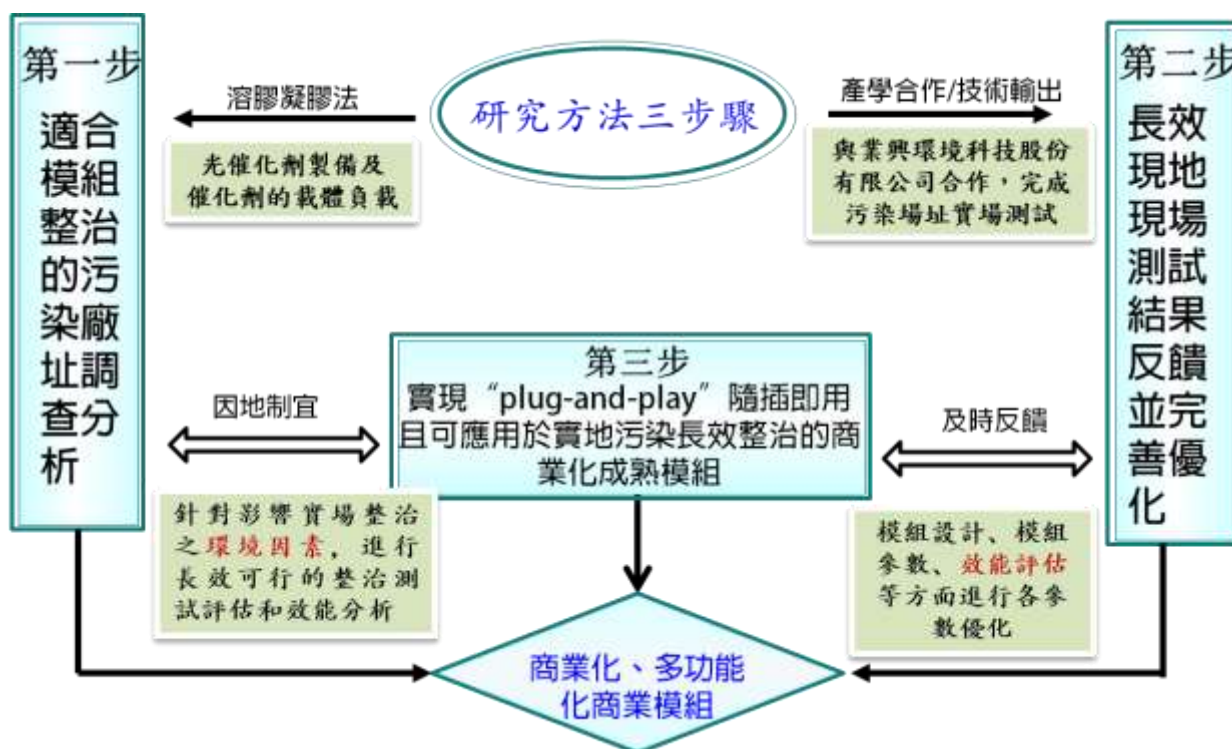 研究方法三步驟
第一步
適合模組整治的污染廠址調查分析
溶膠凝膠法
光催化劑製備及
催化劑的載體負載
產學合作/技術輸出
與業興環境科技股份
有限公司合作，完成
污染場址實場測試
第二步
長效現地現場測試結果反饋並完善優化
第三步
實現“plug-and-play”隨插即用
且可應用於實地污染長效整治的商
業化成熟模組
因地制宜
針對影響實場整治
之環境因素，進行
長效可行的整治測
試評估和效能分析
及時反饋
模組設計、模組
參數、效能評估
等方面進行各參
數優化
商業化、多功能
化商業模組